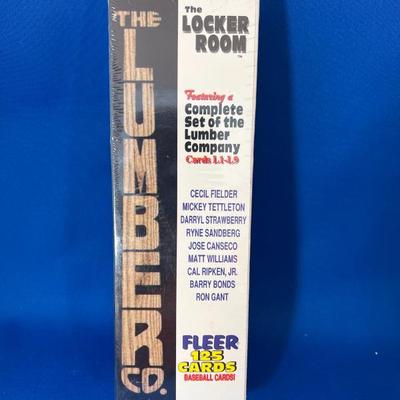 THE
LUMBER
CO.
The
LOCKER
ROOM
™
Featuring a
Complete
Set of the
Lumber
Company
Cards L1-L9
CECIL FIELDER
MICKEY TETTLETON
DARRYL STRAWBERRY
RYNE SANDBERG
JOSE CANSECO
MATT WILLIAMS
CAL RIPKEN, JR.
BARRY BONDS
RON GANT
FLEER
125
CARDS
BASEBALL CARDS!